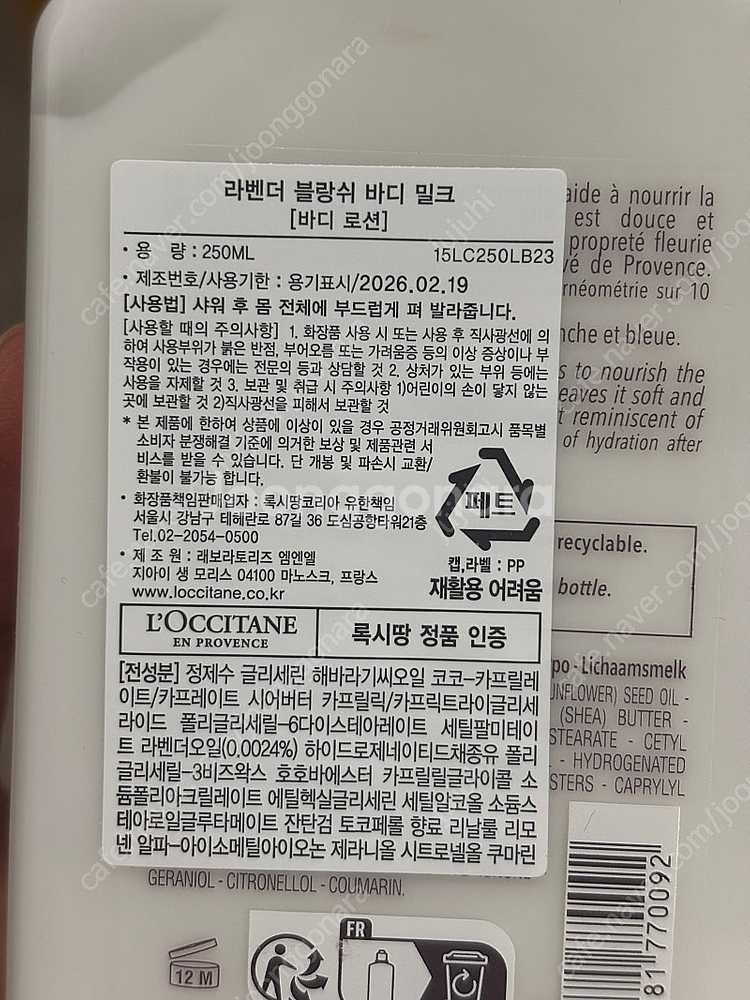 라벤더 블랑쉬 바디 밀크
[바디 로션]
• 용 량 : 250ML 15LC250LB23
• 제조번호/사용기한 : 용기표시/2026.02.19
[사용법] 샤워 후 몸 전체에 부드럽게 펴 발라줍니다.
[사용할 때의 주의사항] 1. 화장품 사용 시 또는 사용 후 직사광선에 의
하여 사용부위가 붉은 반점, 부어오름 또는 가려움증 등의 이상 증상이나 부
작용이 있는 경우에는 전문의 등과 상담할 것 2. 상처가 있는 부위 등에는
사용을 자제할 것 3. 보관 및 취급 시 주의사항 1)어린이의 손이 닿지 않는
곳에 보관할 것 2)직사광선을 피해서 보관할 것
* 본 제품에 한하여 상품에 이상이 있을 경우 공정거래위원회고시 품목별
소비자 분쟁해결 기준에 의거한 보상 및 제품관련 서
비스를 받을 수 있습니다. 단 개봉 및 파손시 교환/
환불이 불가능 합니다.
• 화장품책임판매업자 : 록시땅코리아 유한책임
서울시 강남구 테헤란로 87길 36 도심공항타워21층
Tel.02-2054-0500
• 제 조 원 : 래보라토리즈 엠엔엘
지아이 생 모리스 04100 마노스크, 프랑스
www.loccitane.co.kr
페트
캡,라벨 : PP
재활용 어려움
L'OCCITANE
EN PROVENCE
록시땅 정품 인증
[전성분] 정제수 글리세린 해바라기씨오일 코코-카프릴레
이트/카프레이트 시어버터 카프릴릭/카프릭트라이글리세
라이드 폴리글리세릴-6다이스테아레이트 세틸팔미테이
트 라벤더오일(0.0024%) 하이드로제네이티드채종유 폴리
글리세릴-3비즈왁스 호호바에스터 카프릴릴글라이콜 소
듐폴리아크릴레이트 에틸헥실글리세린 세틸알코올 소듐스
테아로일글루타메이트 잔탄검 토코페롤 향료 리날룰 리모
넨 알파-아이소메틸아이오논 제라니올 시트로넬올 쿠마린
aide à nourrir la
est douce et
propreté fleurie
vé de Provence.
rnéométrie sur 10
nche et bleue.
s to nourish the
eaves it soft and
t reminiscent of
of hydration after
recyclable.
bottle.
po - Lichaamsmelk
UNFLOWER) SEED OIL -
(SHEA) BUTTER -
STEARATE - CETYL
- HYDROGENATED
STERS - CAPRYLYL
GERANIOL - CITRONELLOL - COUMARIN.
12 M
FR
81 770092
Joonggonara
cafe.naver.com/joonggonara
jujuhi